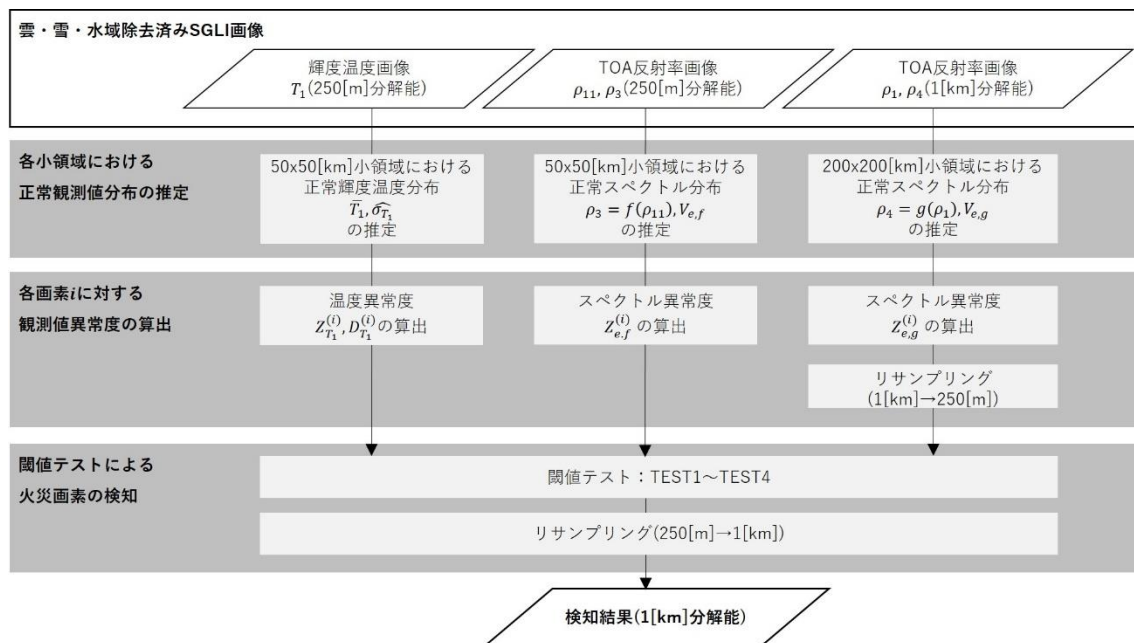 雲・雪・水域除去済みSGLI画像
輝度温度画像
T₁(250[m]分解能)
TOA反射率画像
ρ₁₁, ρ₃(250[m]分解能)
TOA反射率画像
ρ₁, ρ₄(1[km]分解能)
各小領域における
正常観測値分布の推定
50x50[km]小領域における
正常輝度温度分布
T̄₁, σ̂_T₁
の推定
50x50[km]小領域における
正常スペクトル分布
ρ₃ = f(ρ₁₁), V_e,f
の推定
200x200[km]小領域における
正常スペクトル分布
ρ₄ = g(ρ₁), V_e,g
の推定
各画素iに対する
観測値異常度の算出
温度異常度
Z_T₁^(i), D_T₁^(i)の算出
スペクトル異常度
Z_e.f^(i) の算出
スペクトル異常度
Z_e,g^(i) の算出
リサンプリング
(1[km]→250[m])
閾値テストによる
火災画素の検知
閾値テスト：TEST1～TEST4
リサンプリング(250[m]→1[km])
検知結果(1[km]分解能)